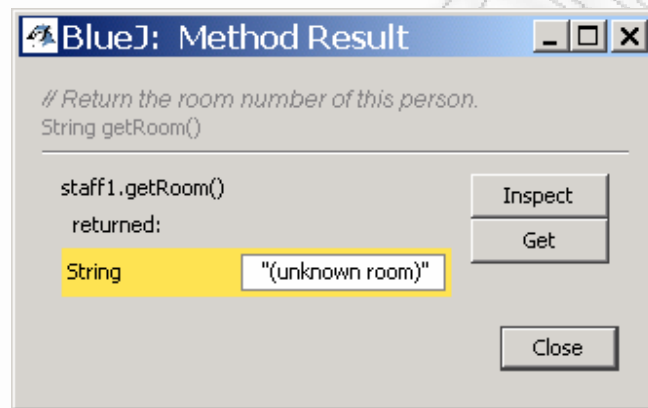 BlueJ: Method Result
// Return the room number of this person.
String getRoom()
staff1.getRoom()
returned:
String "(unknown room)"
Inspect
Get
Close